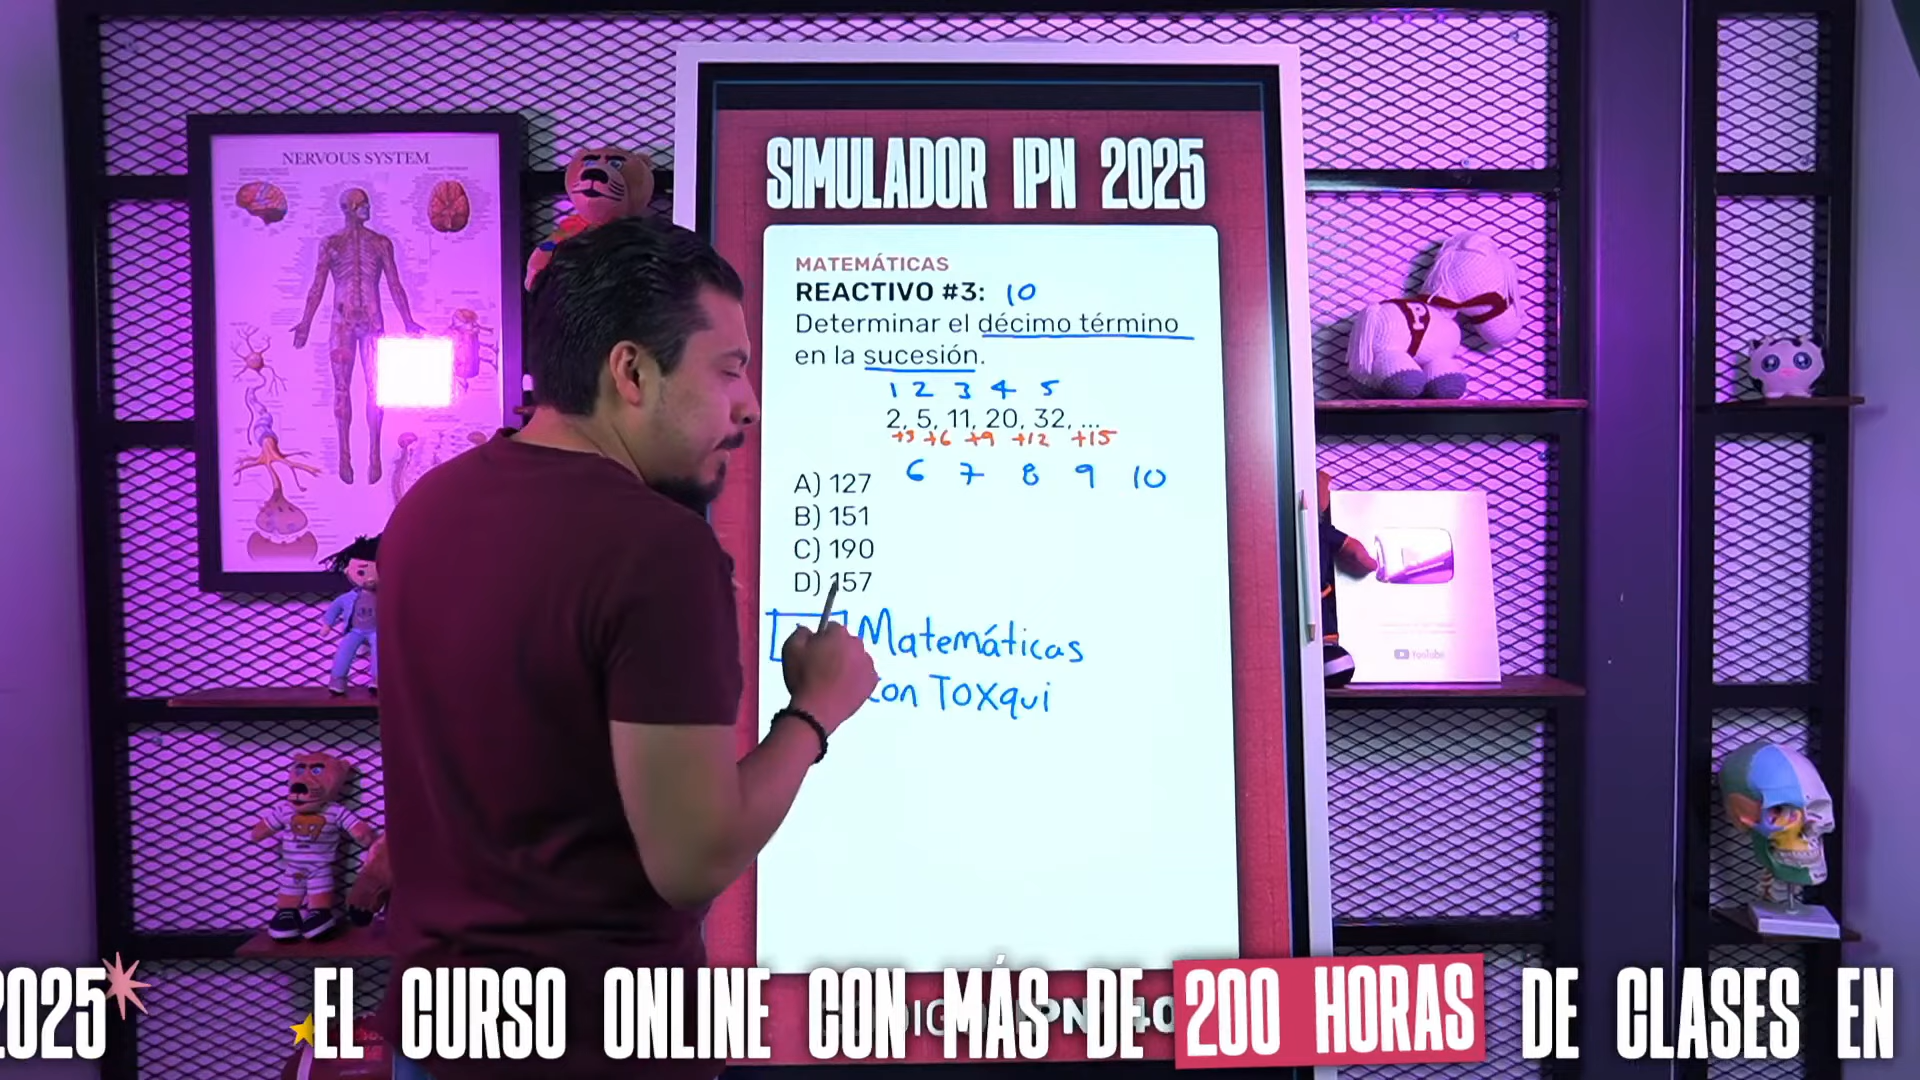 NERVOUS SYSTEM
SIMULADOR IPN 2025
MATEMÁTICAS
REACTIVO #3: 10
Determinar el décimo término
en la sucesión.
1 2 3 4 5
2, 5, 11, 20, 32, ...
+3 +6 +9 +12 +15
6 7 8 9 10
A) 127
B) 151
C) 190
D) 157
Matemáticas
con Toxqui
YouTube
2025 EL CURSO ONLINE CON MÁS DE 200 HORAS DE CLASES EN